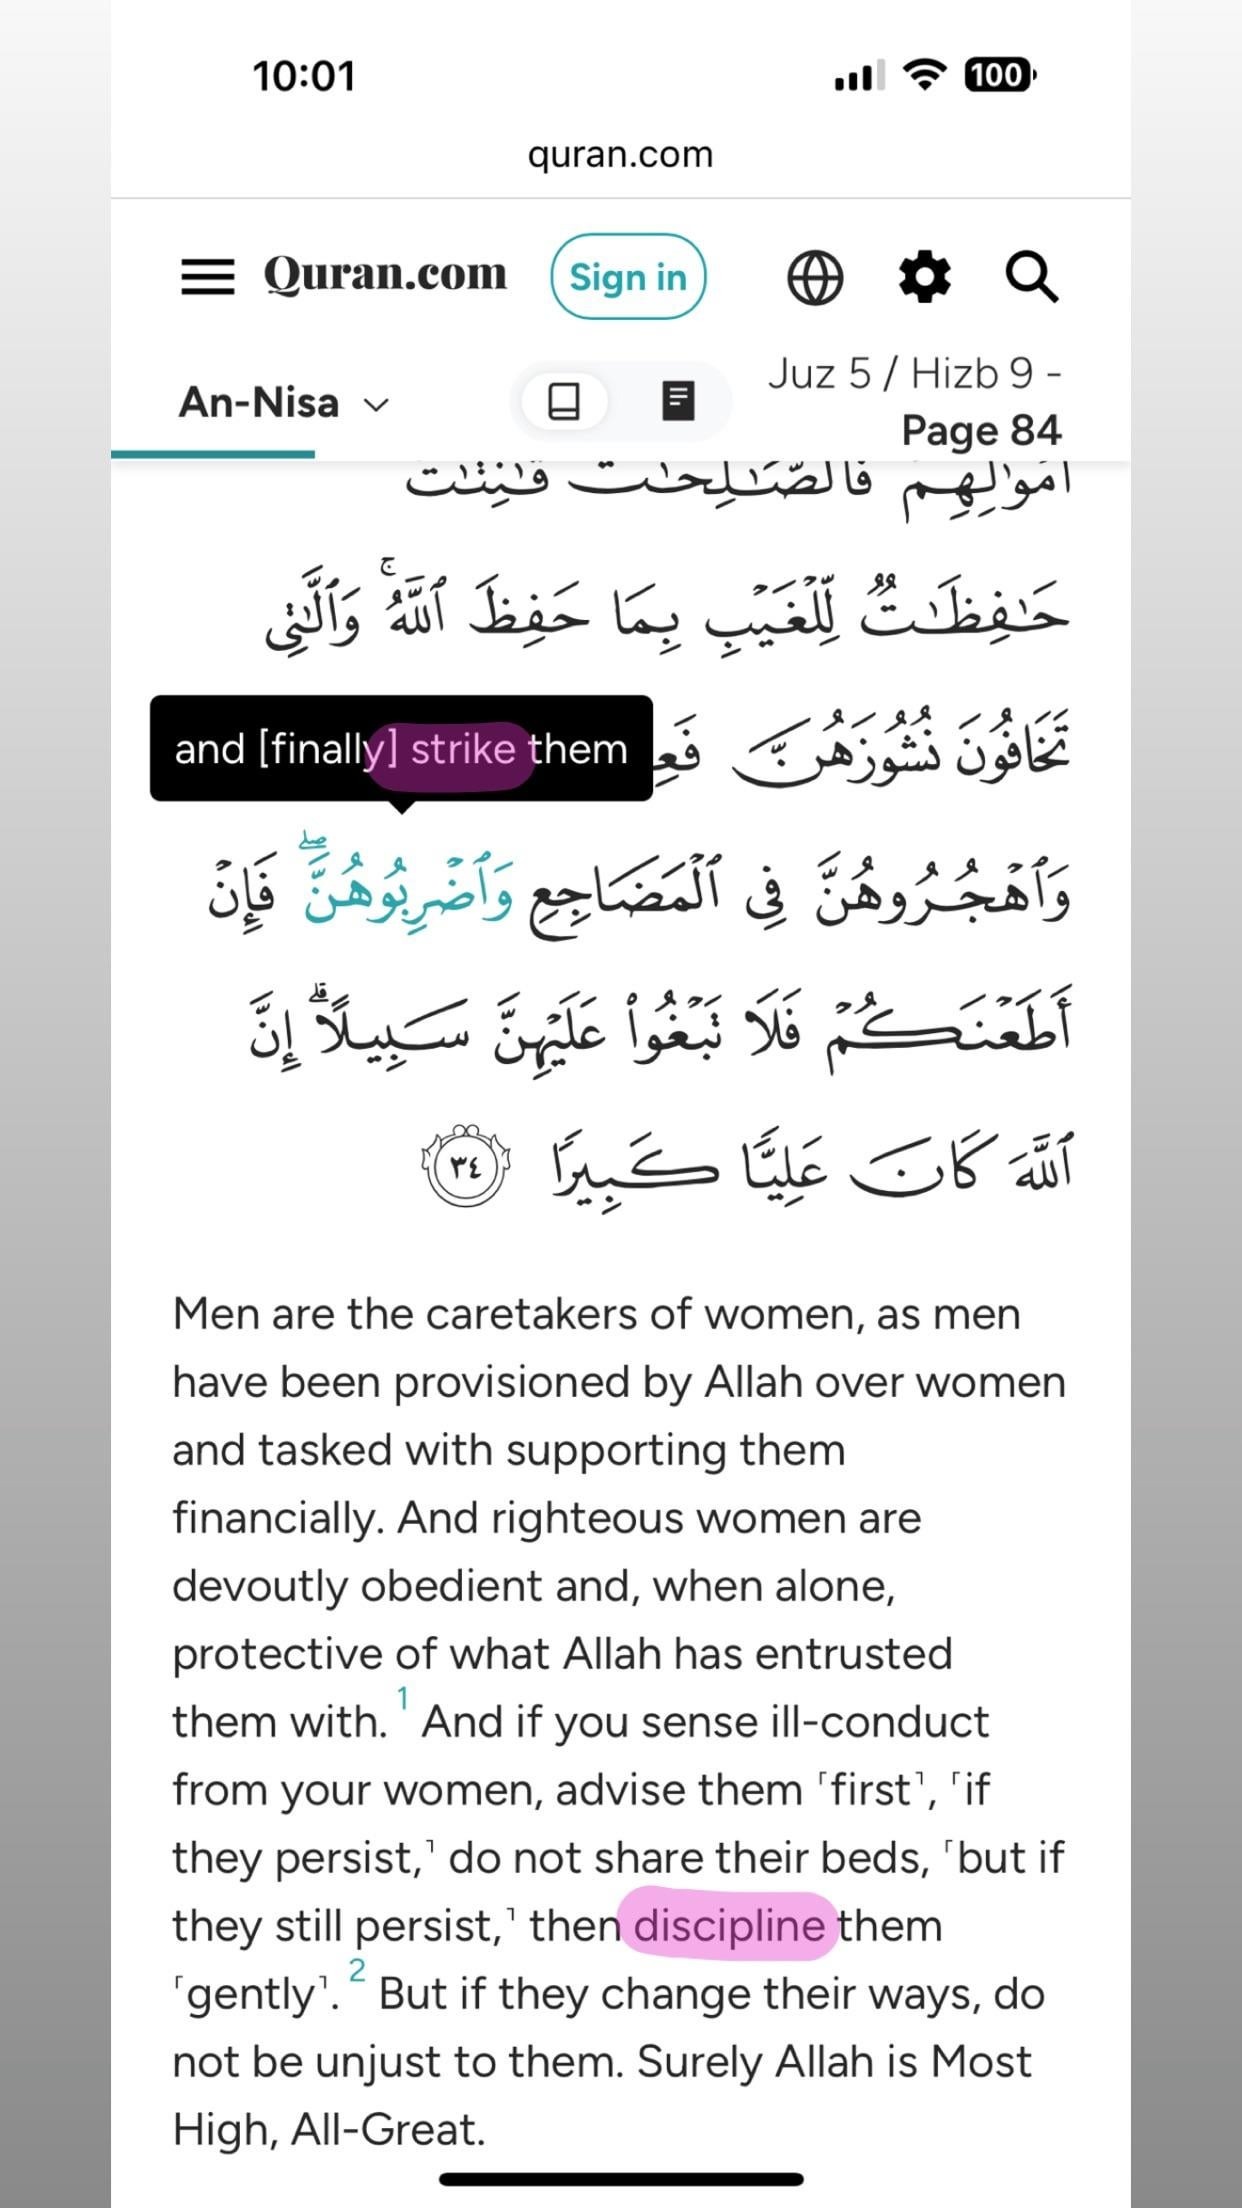 10:01
100
quran.com
Quran.com
Sign in
An-Nisa
Juz 5 / Hizb 9 -
Page 84
أَمْوَٰلِهِمْ فَٱلصَّـٰلِحَـٰتُ قَـٰنِتَـٰتٌ
حَـٰفِظَـٰتٌ لِّلْغَيْبِ بِمَا حَفِظَ ٱللَّهُ ۚ وَٱلَّـٰتِى
تَخَافُونَ نُشُوزَهُنَّ
and [finally] strike them
وَٱهْجُرُوهُنَّ فِى ٱلْمَضَاجِعِ وَٱضْرِبُوهُنَّ ۖ فَإِنْ
أَطَعْنَكُمْ فَلَا تَبْغُوا۟ عَلَيْهِنَّ سَبِيلًا ۗ إِنَّ
ٱللَّهَ كَانَ عَلِيًّا كَبِيرًا ٣٤
Men are the caretakers of women, as men
have been provisioned by Allah over women
and tasked with supporting them
financially. And righteous women are
devoutly obedient and, when alone,
protective of what Allah has entrusted
them with. 1 And if you sense ill-conduct
from your women, advise them ˹first˺, ˹if
they persist,˺ do not share their beds, ˹but if
they still persist,˺ then discipline them
˹gently˺. 2 But if they change their ways, do
not be unjust to them. Surely Allah is Most
High, All-Great.